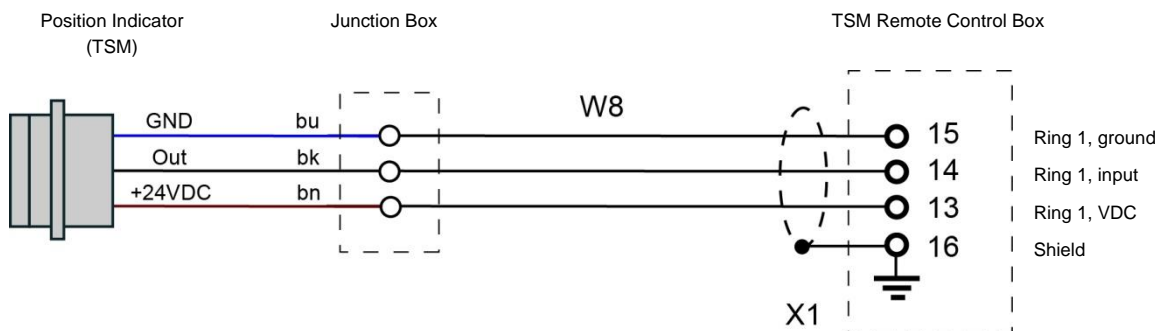 Position Indicator
(TSM)
Junction Box
TSM Remote Control Box
W8
GND bu 15 Ring 1, ground
Out bk 14 Ring 1, input
+24VDC bn 13 Ring 1, VDC
16 Shield
X1